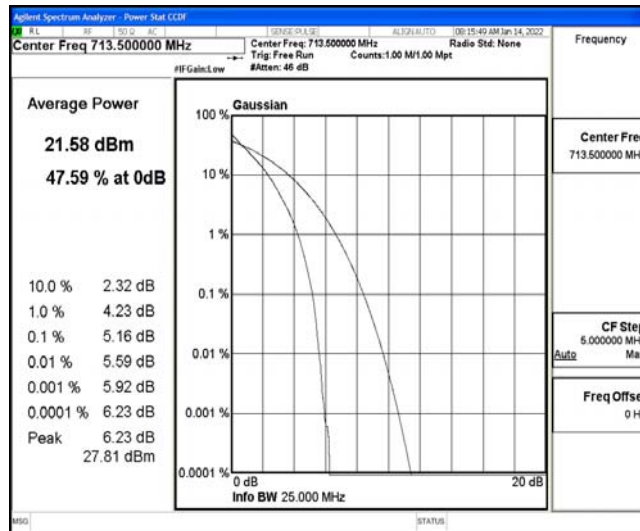 Agilent Spectrum Analyzer - Power Stat CCDF
RL RF 50 Ω AC SENSE:PULSE ALIGN AUTO 08:15:49 AM Jan 14, 2022
Center Freq 713.500000 MHz
Center Freq: 713.500000 MHz Radio Std: None
Trig: Free Run Counts:1.00 M/1.00 Mpt
#IFGain:Low #Atten: 46 dB
Frequency
Average Power
21.58 dBm
47.59 % at 0dB
10.0 % 2.32 dB
1.0 % 4.23 dB
0.1 % 5.16 dB
0.01 % 5.59 dB
0.001 % 5.92 dB
0.0001 % 6.23 dB
Peak 6.23 dB
27.81 dBm
Gaussian
100 %
10 %
1 %
0.1 %
0.01 %
0.001 %
0.0001 %
0 dB 20 dB
Info BW 25.000 MHz
Center Fre
713.500000 MH
CF Step
5.000000 MH
Auto Ma
Freq Offse
0 H
MSG STATUS